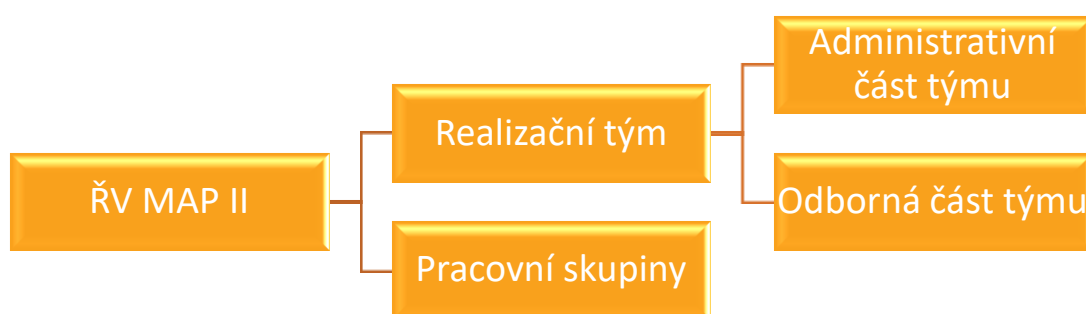 ŘV MAP II
Realizační tým
Pracovní skupiny
Administrativní
část týmu
Odborná část týmu